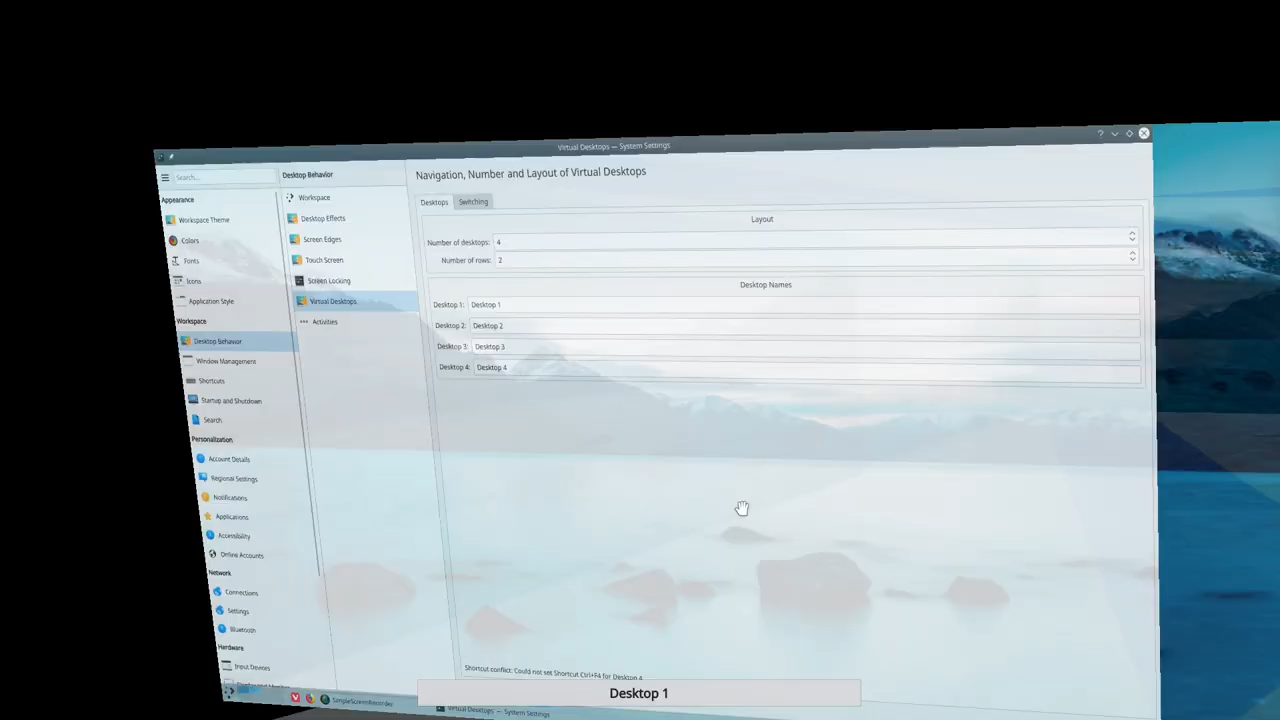 Virtual Desktops — System Settings
Search...
Appearance
Workspace Theme
Colors
Fonts
Icons
Application Style
Workspace
Desktop Behavior
Window Management
Shortcuts
Startup and Shutdown
Search
Personalization
Account Details
Regional Settings
Notifications
Applications
Accessibility
Online Accounts
Network
Connections
Settings
Bluetooth
Hardware
Input Devices
Desktop Behavior
Workspace
Desktop Effects
Screen Edges
Touch Screen
Screen Locking
Virtual Desktops
Activities
Navigation, Number and Layout of Virtual Desktops
Desktops Switching
Layout
Number of desktops: 4
Number of rows: 2
Desktop Names
Desktop 1: Desktop 1
Desktop 2: Desktop 2
Desktop 3: Desktop 3
Desktop 4: Desktop 4
Shortcut conflict: Could not set Shortcut Ctrl+F4 for Desktop 4
Desktop 1
SimpleScreenRecorder
Virtual Desktops — System Settings